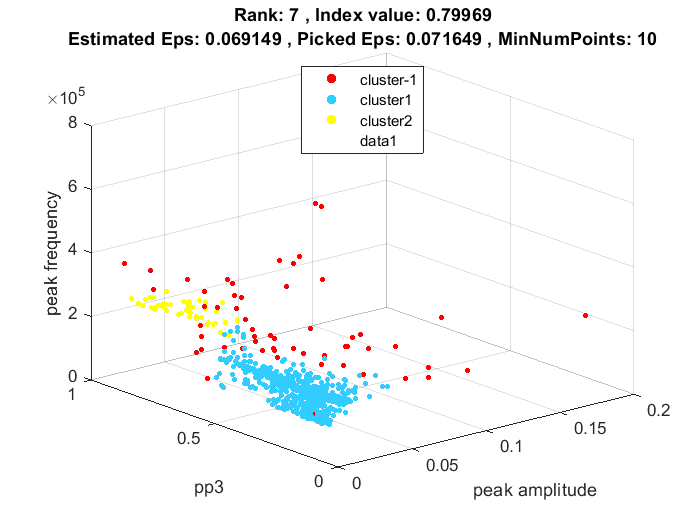 Rank: 7 , Index value: 0.79969
Estimated Eps: 0.069149 , Picked Eps: 0.071649 , MinNumPoints: 10
×10⁵
cluster-1
cluster1
cluster2
data1
8
6
4
2
0
peak frequency
1
0.5
0
pp3
0
0.05
0.1
0.15
0.2
peak amplitude